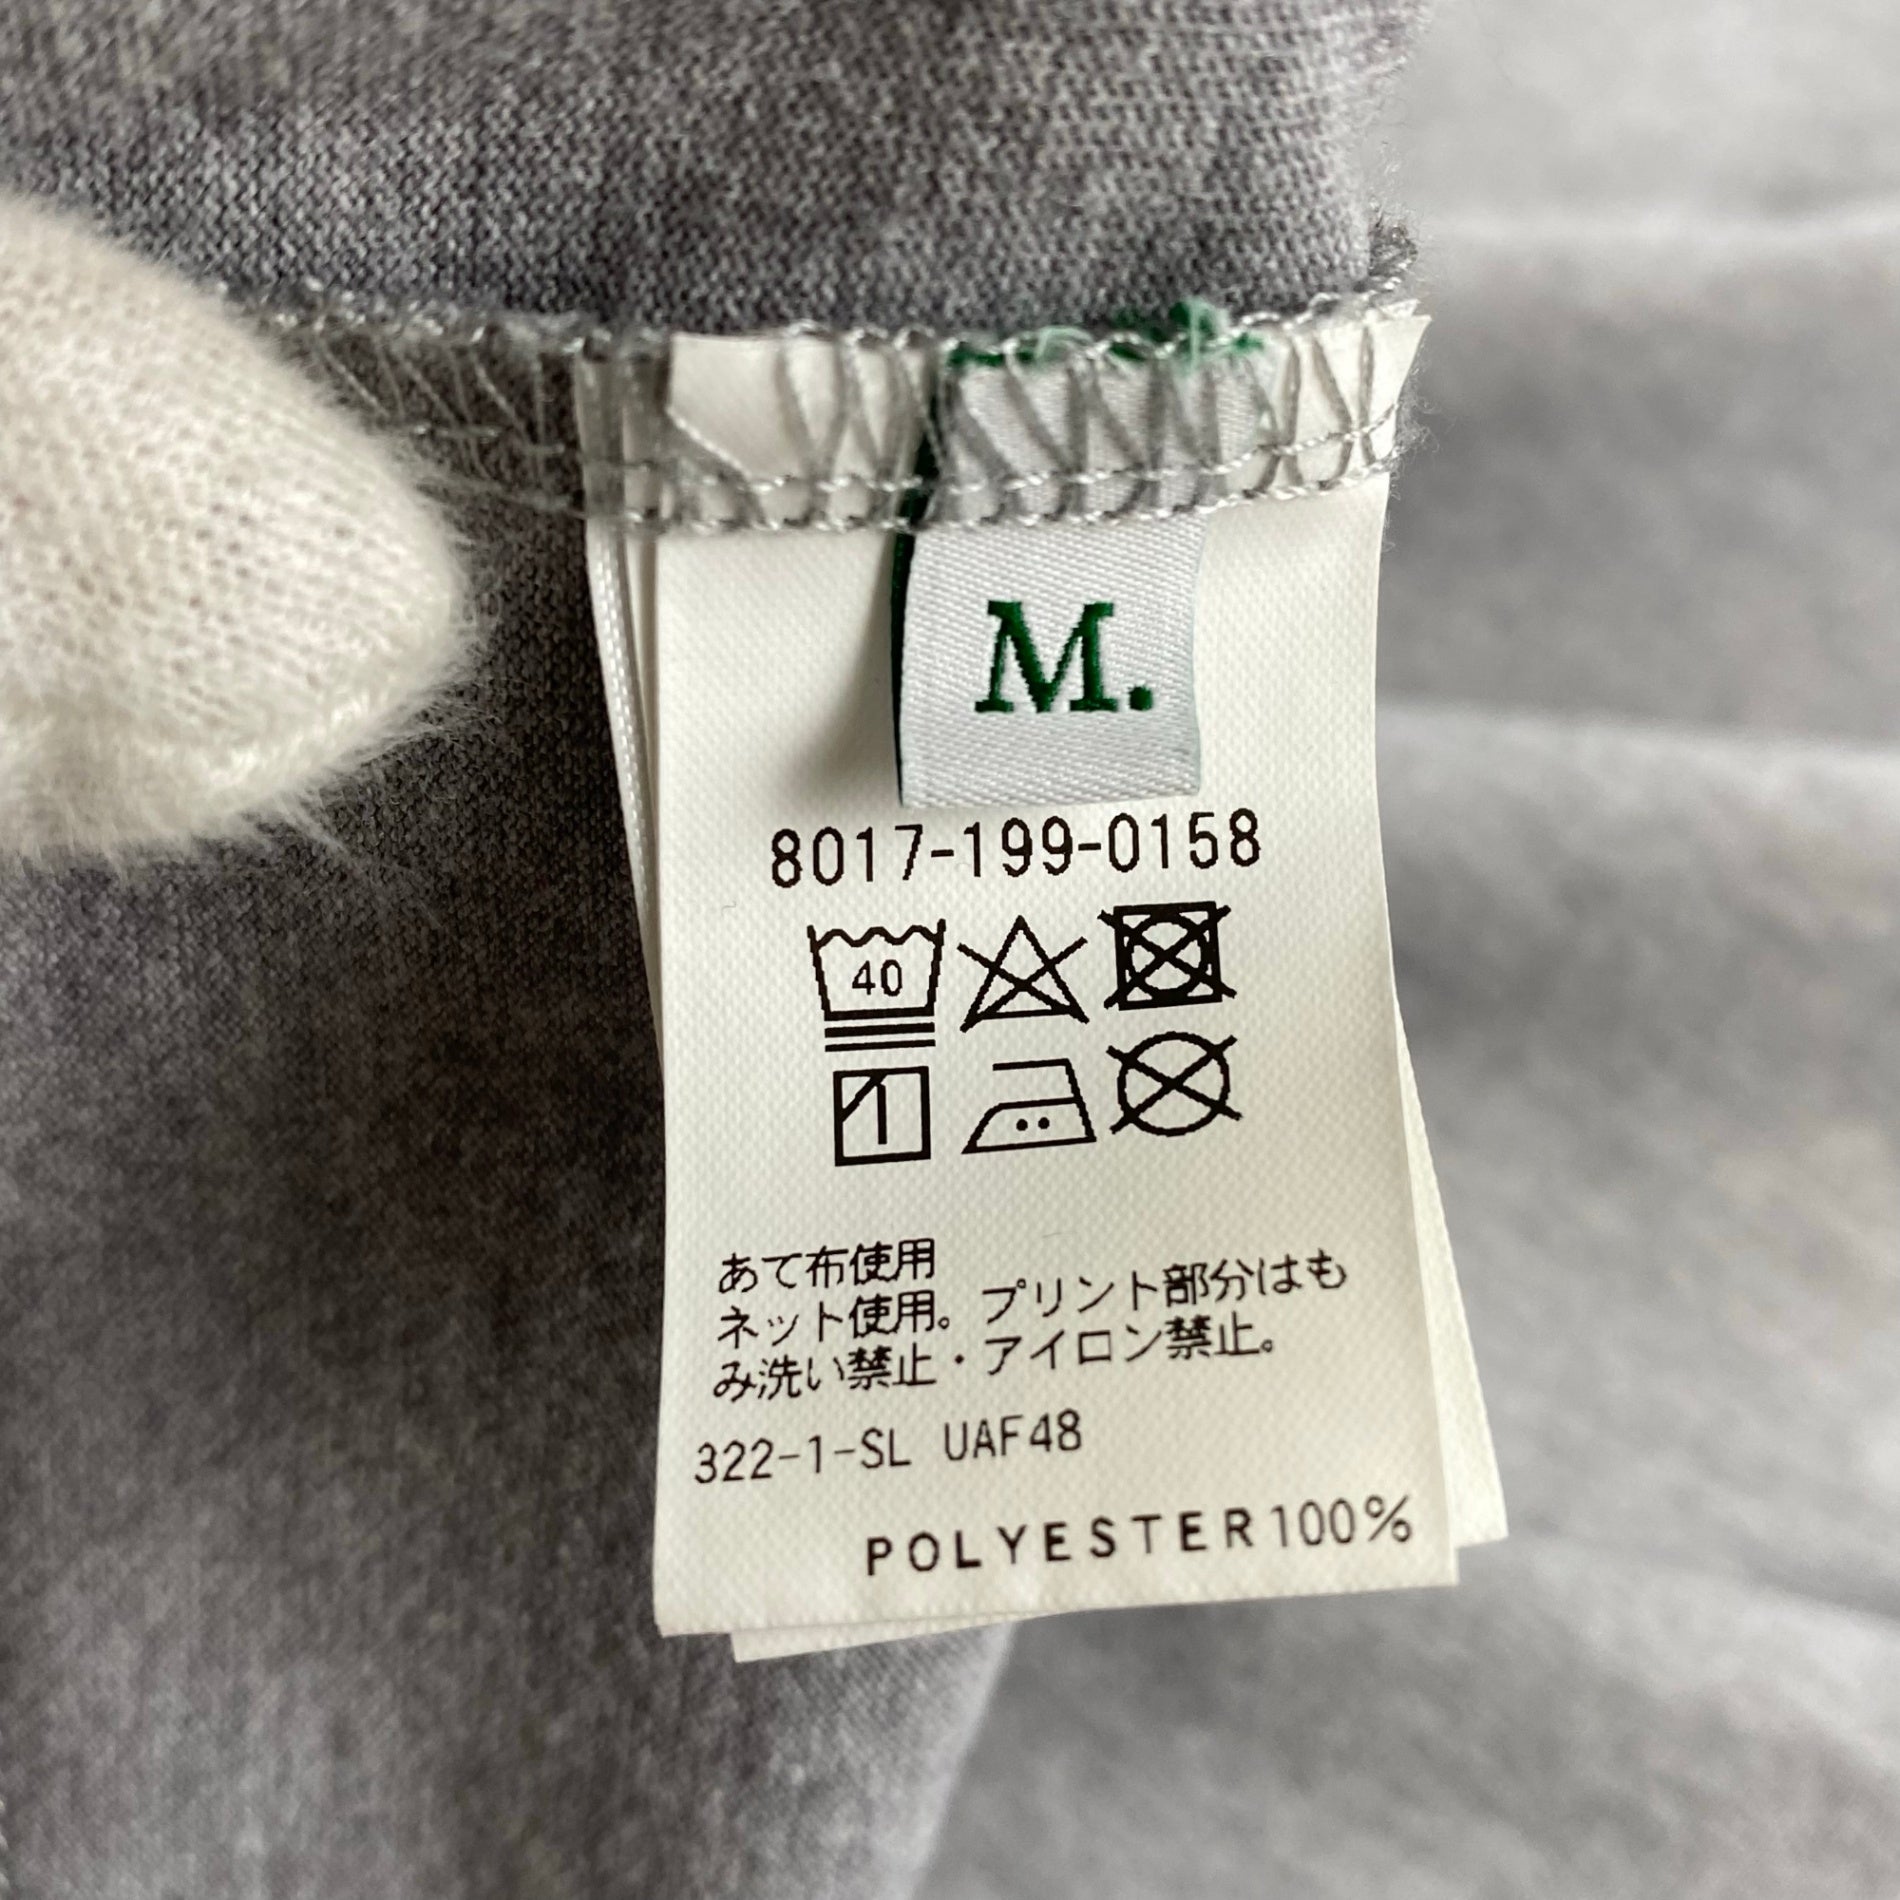 M.
8017-199-0158
40
あて布使用
ネット使用。プリント部分はも
み洗い禁止・アイロン禁止。
322-1-SL UAF48
POLYESTER100%